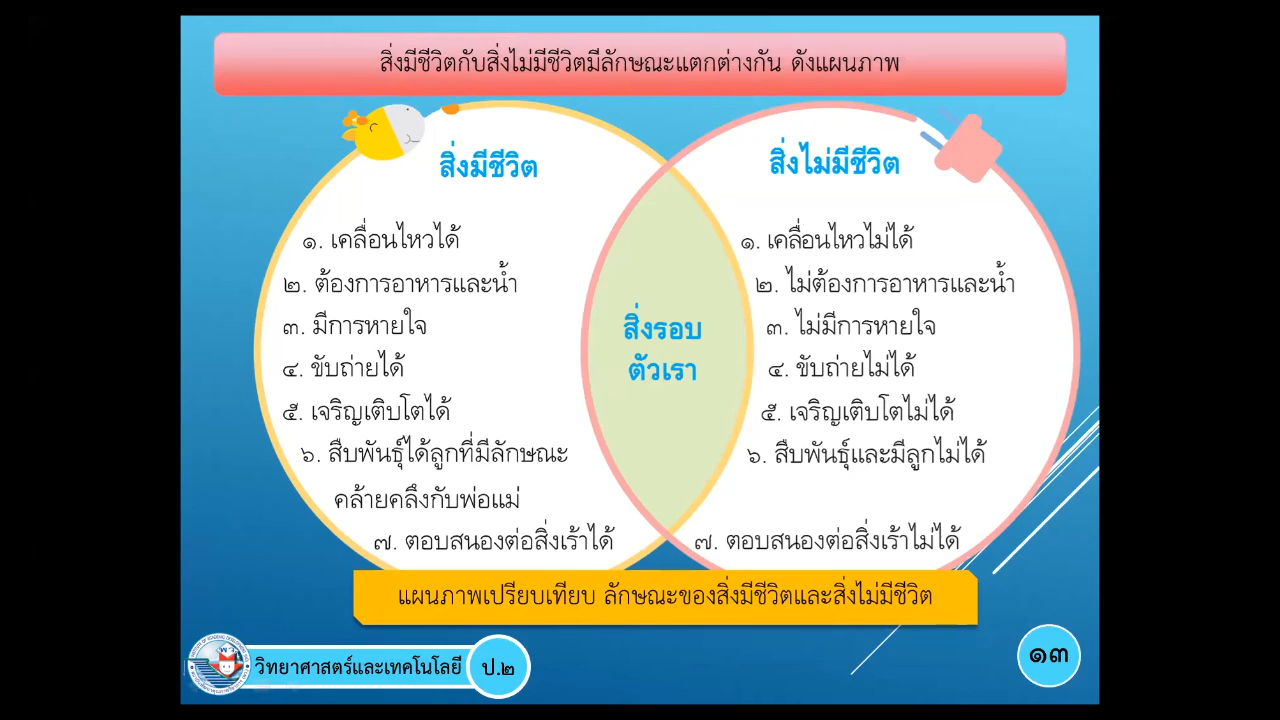 สิ่งมีชีวิตกับสิ่งไม่มีชีวิตมีลักษณะแตกต่างกัน ดังแผนภาพ
สิ่งมีชีวิต
๑. เคลื่อนไหวได้
๒. ต้องการอาหารและน้ำ
๓. มีการหายใจ
๔. ขับถ่ายได้
๕. เจริญเติบโตได้
๖. สืบพันธุ์ได้ลูกที่มีลักษณะ
คล้ายคลึงกับพ่อแม่
๗. ตอบสนองต่อสิ่งเร้าได้
สิ่งรอบ
ตัวเรา
สิ่งไม่มีชีวิต
๑. เคลื่อนไหวไม่ได้
๒. ไม่ต้องการอาหารและน้ำ
๓. ไม่มีการหายใจ
๔. ขับถ่ายไม่ได้
๕. เจริญเติบโตไม่ได้
๖. สืบพันธุ์และมีลูกไม่ได้
๗. ตอบสนองต่อสิ่งเร้าไม่ได้
แผนภาพเปรียบเทียบ ลักษณะของสิ่งมีชีวิตและสิ่งไม่มีชีวิต
วิทยาศาสตร์และเทคโนโลยี
ป.๒
๑๓